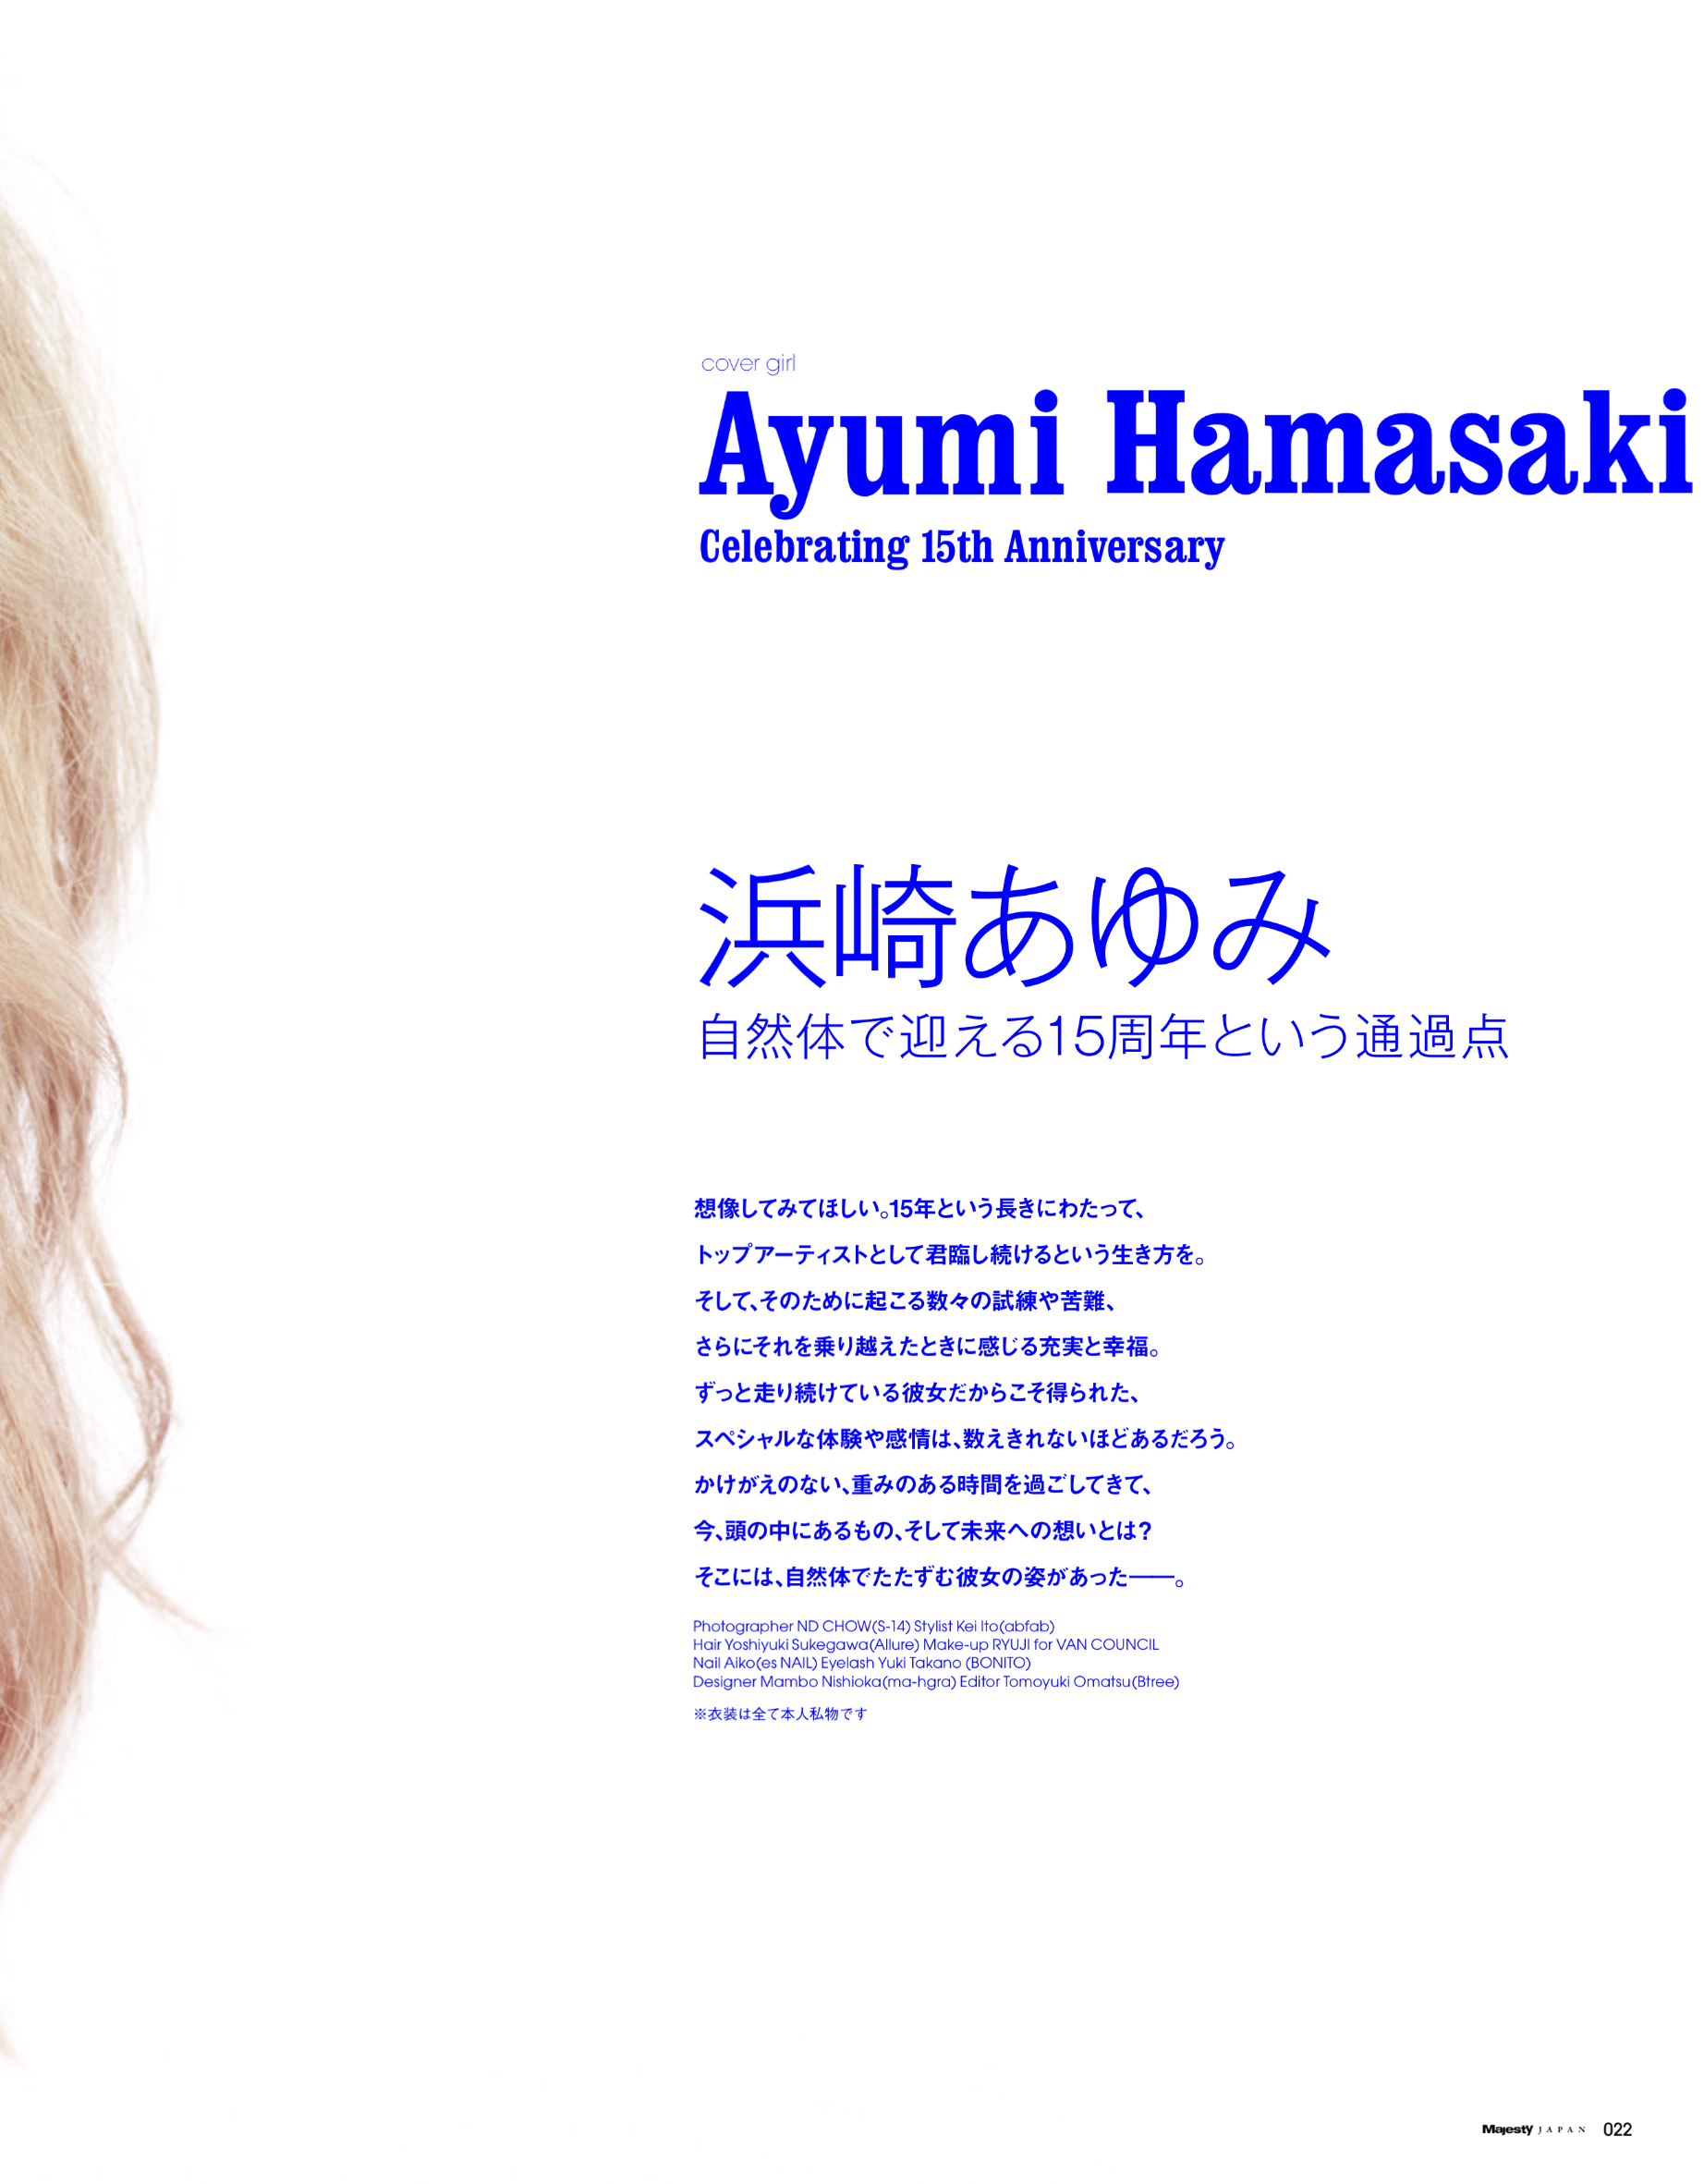 cover girl
Ayumi Hamasaki
Celebrating 15th Anniversary
浜崎あゆみ
自然体で迎える15周年という通過点
想像してみてほしい。15年という長きにわたって、
トップアーティストとして君臨し続けるという生き方を。
そして、そのために起こる数々の試練や苦難、
さらにそれを乗り越えたときに感じる充実と幸福。
ずっと走り続けている彼女だからこそ得られた、
スペシャルな体験や感情は、数えきれないほどあるだろう。
かけがえのない、重みのある時間を過ごしてきて、
今、頭の中にあるもの、そして未来への想いとは？
そこには、自然体でたたずむ彼女の姿があった――。
Photographer ND CHOW(S-14) Stylist Kei Ito(abfab)
Hair Yoshiyuki Sukegawa(Allure) Make-up RYUJI for VAN COUNCIL
Nail Aiko(es NAIL) Eyelash Yuki Takano (BONITO)
Designer Mambo Nishioka(ma-hgra) Editor Tomoyuki Omatsu(Btree)
※衣装は全て本人私物です
Majesty JAPAN 022